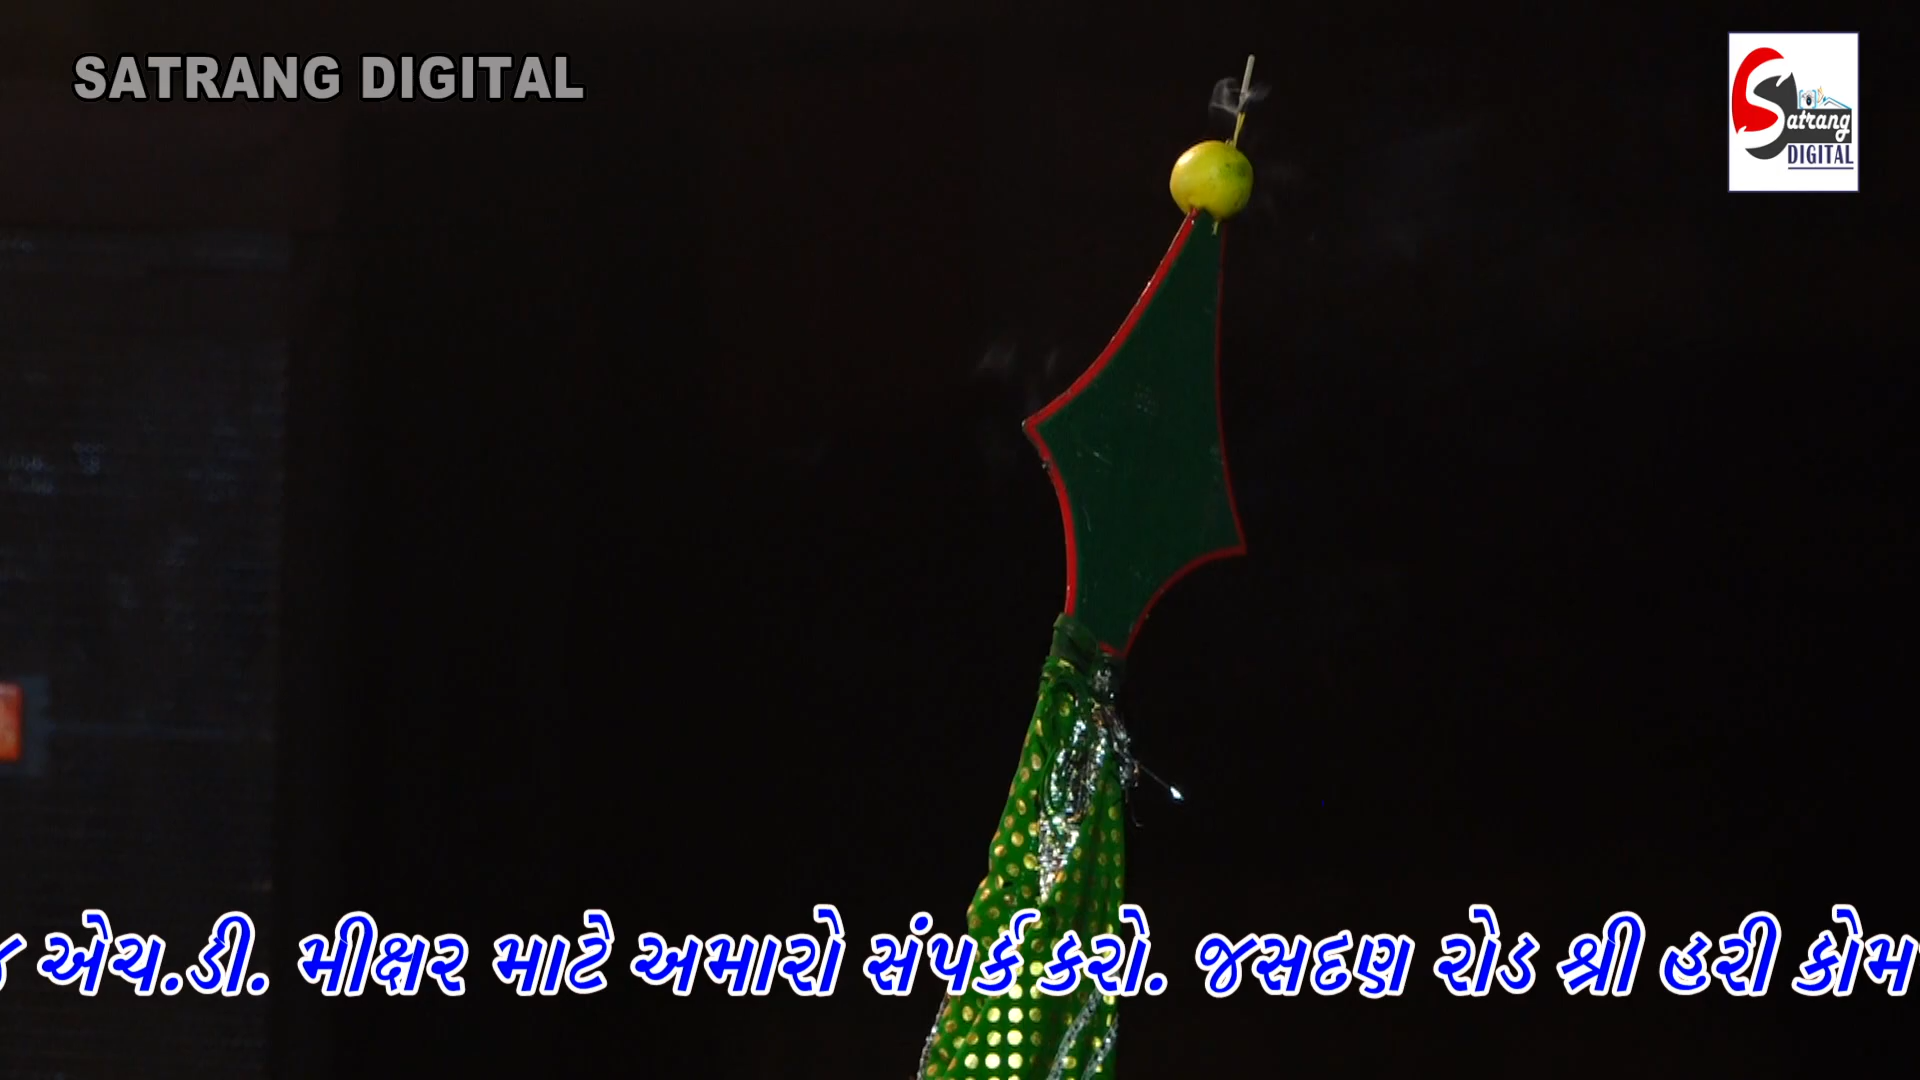 SATRANG DIGITAL
Satrang
DIGITAL
એચ.ડી. મીક્ષર માટે અમારો સંપર્ક કરો. જસદણ રોડ શ્રી હરી કોમ